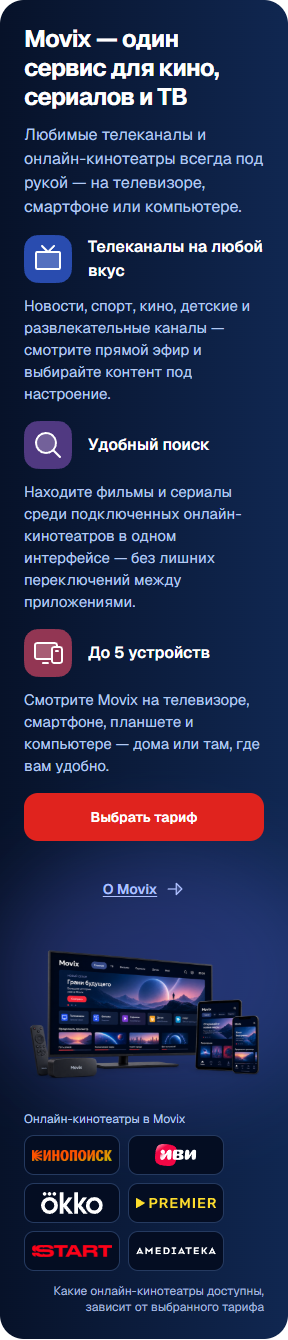 Movix — один
сервис для кино,
сериалов и ТВ
Любимые телеканалы и
онлайн-кинотеатры всегда под
рукой — на телевизоре,
смартфоне или компьютере.
Телеканалы на любой
вкус
Новости, спорт, кино, детские и
развлекательные каналы —
смотрите прямой эфир и
выбирайте контент под
настроение.
Удобный поиск
Находите фильмы и сериалы
среди подключенных онлайн-
кинотеатров в одном
интерфейсе — без лишних
переключений между
приложениями.
До 5 устройств
Смотрите Movix на телевизоре,
смартфоне, планшете и
компьютере — дома или там, где
вам удобно.
Выбрать тариф
О Movix
Movix
Грани будущего
Movix
Онлайн-кинотеатры в Movix
КИНОПОИСК
иви
ökko
PREMIER
START
AMEDIATEKA
Какие онлайн-кинотеатры доступны,
зависит от выбранного тарифа